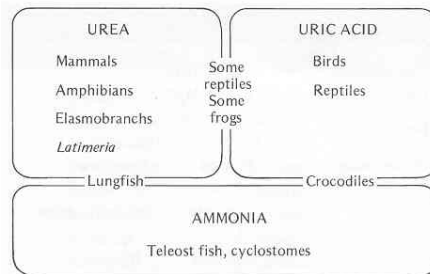 UREA
Mammals
Amphibians
Elasmobranchs
Latimeria
Some
reptiles
Some
frogs
URIC ACID
Birds
Reptiles
Lungfish
Crocodiles
AMMONIA
Teleost fish, cyclostomes